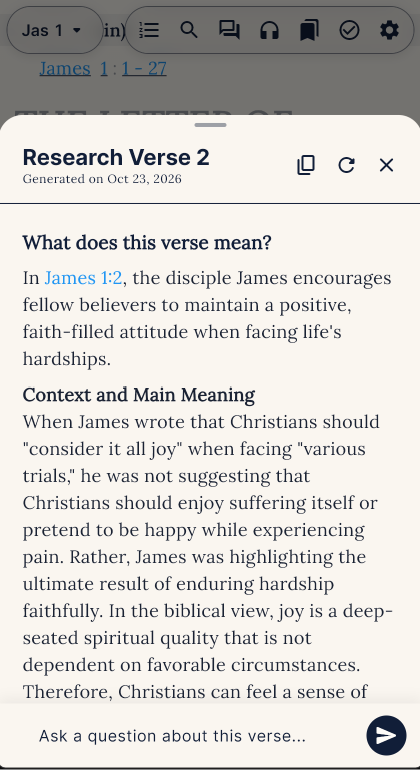 Jas 1
in)
James 1 : 1 - 27
THE LETTER OF
Research Verse 2
Generated on Oct 23, 2026
What does this verse mean?
In James 1:2, the disciple James encourages
fellow believers to maintain a positive,
faith-filled attitude when facing life's
hardships.
Context and Main Meaning
When James wrote that Christians should
"consider it all joy" when facing "various
trials," he was not suggesting that
Christians should enjoy suffering itself or
pretend to be happy while experiencing
pain. Rather, James was highlighting the
ultimate result of enduring hardship
faithfully. In the biblical view, joy is a deep-
seated spiritual quality that is not
dependent on favorable circumstances.
Therefore, Christians can feel a sense of
Ask a question about this verse...